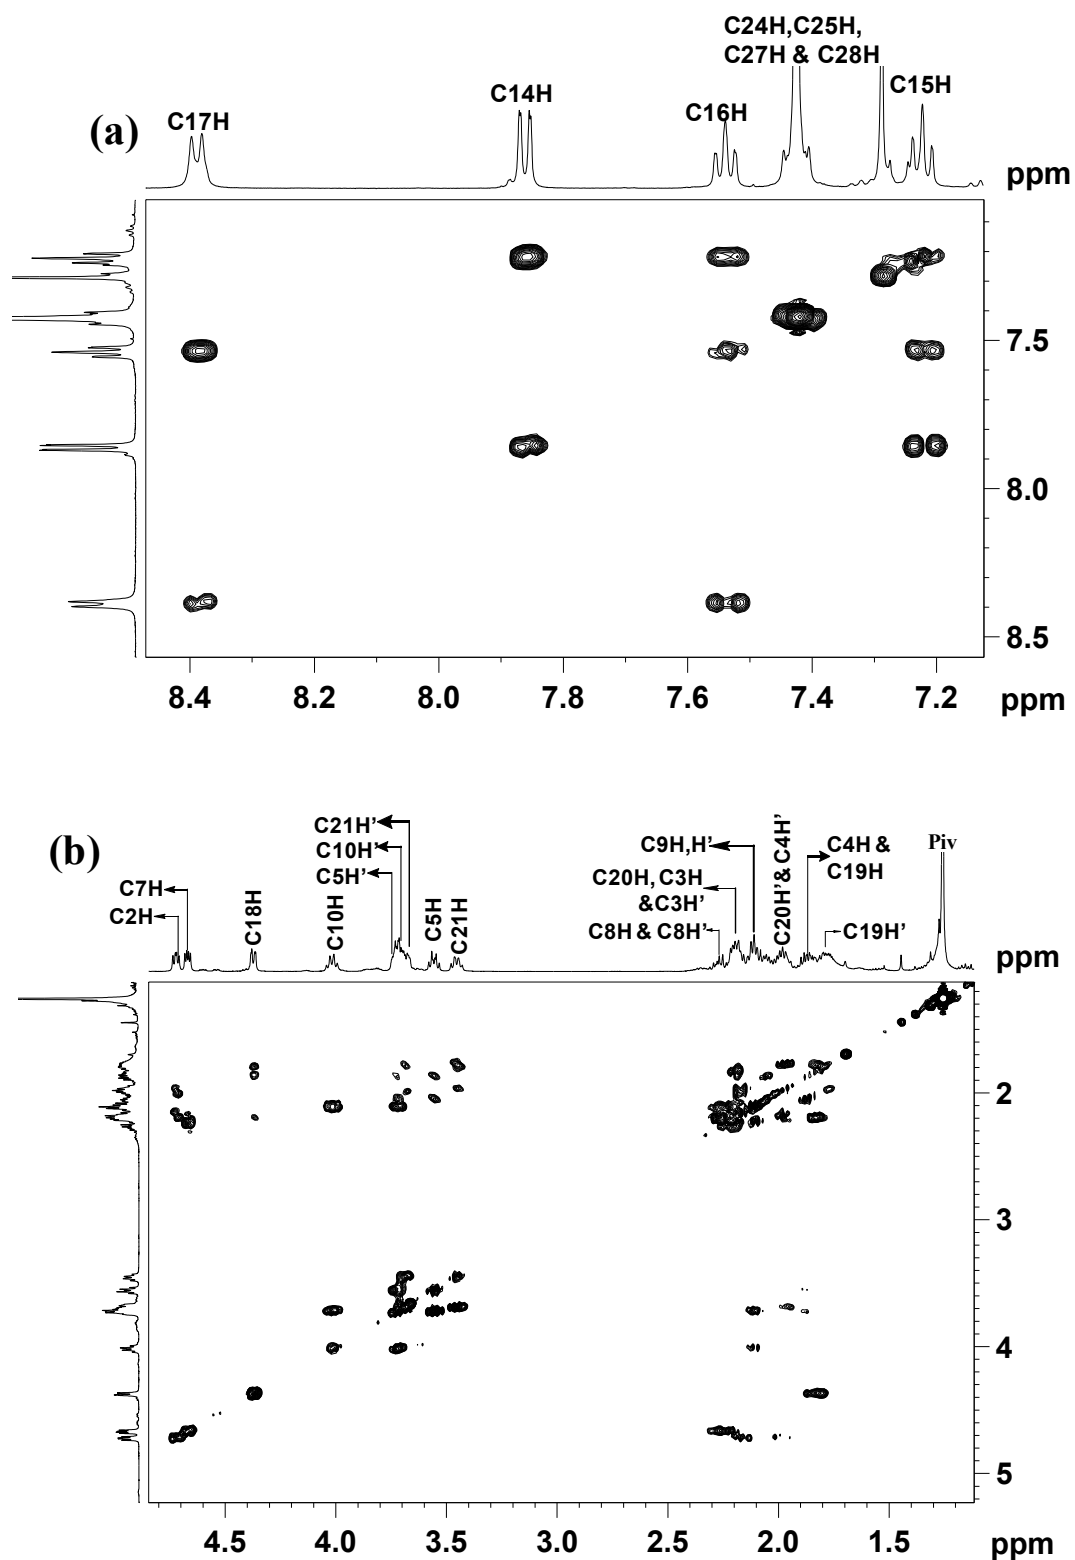 C24H,C25H,
(a) C17H C14H C16H C27H & C28H C15H
ppm
7.5
8.0
8.5
8.4 8.2 8.0 7.8 7.6 7.4 7.2 ppm
(b)
C21H'
C10H'
C5H'
C7H
C2H
C18H
C10H
C5H
C21H
C9H,H'
C20H, C3H
&C3H'
C8H & C8H'
C20H'& C4H'
C4H &
C19H
C19H'
Piv
ppm
2
3
4
5
4.5 4.0 3.5 3.0 2.5 2.0 1.5 ppm